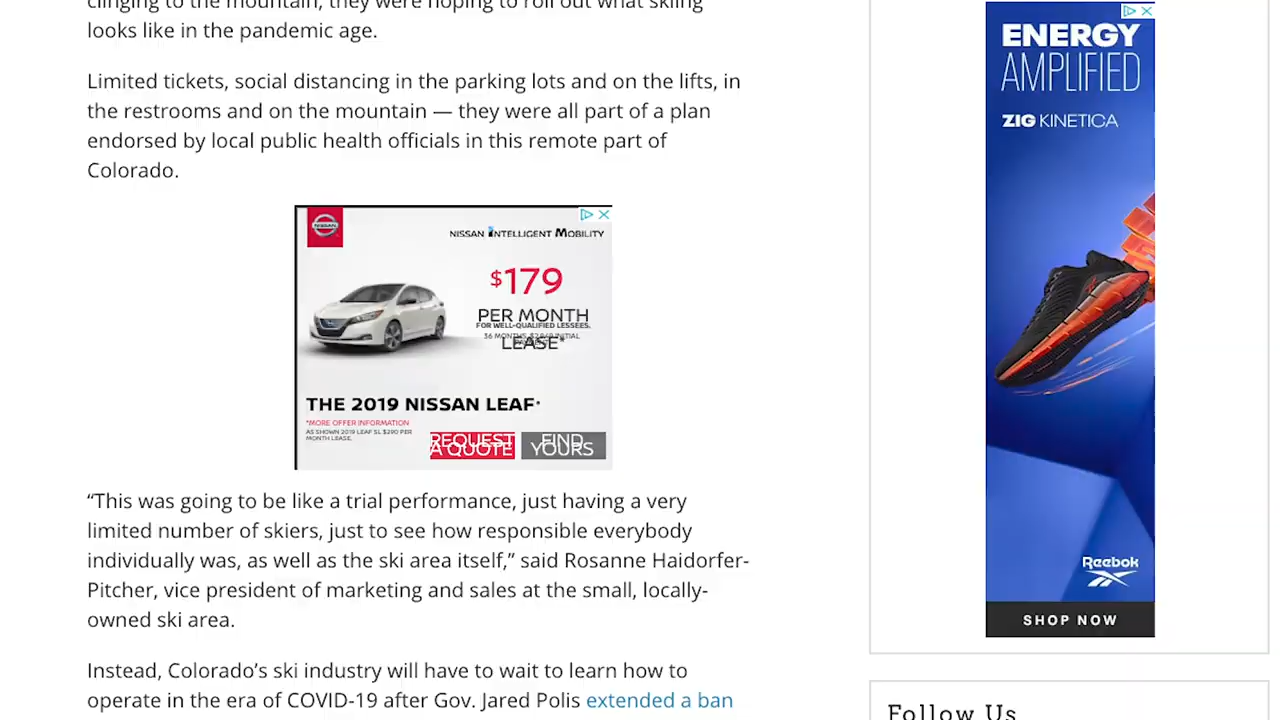 clinging to the mountain, they were hoping to roll out what skiing
looks like in the pandemic age.
Limited tickets, social distancing in the parking lots and on the lifts, in
the restrooms and on the mountain — they were all part of a plan
endorsed by local public health officials in this remote part of
Colorado.
NISSAN
NISSAN INTELLIGENT MOBILITY
$179
PER MONTH
LEASE*
FOR WELL-QUALIFIED LESSEES.
36 MONTHS INITIAL
THE 2019 NISSAN LEAF*
*MORE OFFER INFORMATION
AS SHOWN 2019 LEAF SL $290 PER
MONTH LEASE.
REQUEST
A QUOTE
FIND
YOURS
“This was going to be like a trial performance, just having a very
limited number of skiers, just to see how responsible everybody
individually was, as well as the ski area itself,” said Rosanne Haidorfer-
Pitcher, vice president of marketing and sales at the small, locally-
owned ski area.
Instead, Colorado’s ski industry will have to wait to learn how to
operate in the era of COVID-19 after Gov. Jared Polis extended a ban
ENERGY
AMPLIFIED
ZIG KINETICA
Reebok
SHOP NOW
Follow Us